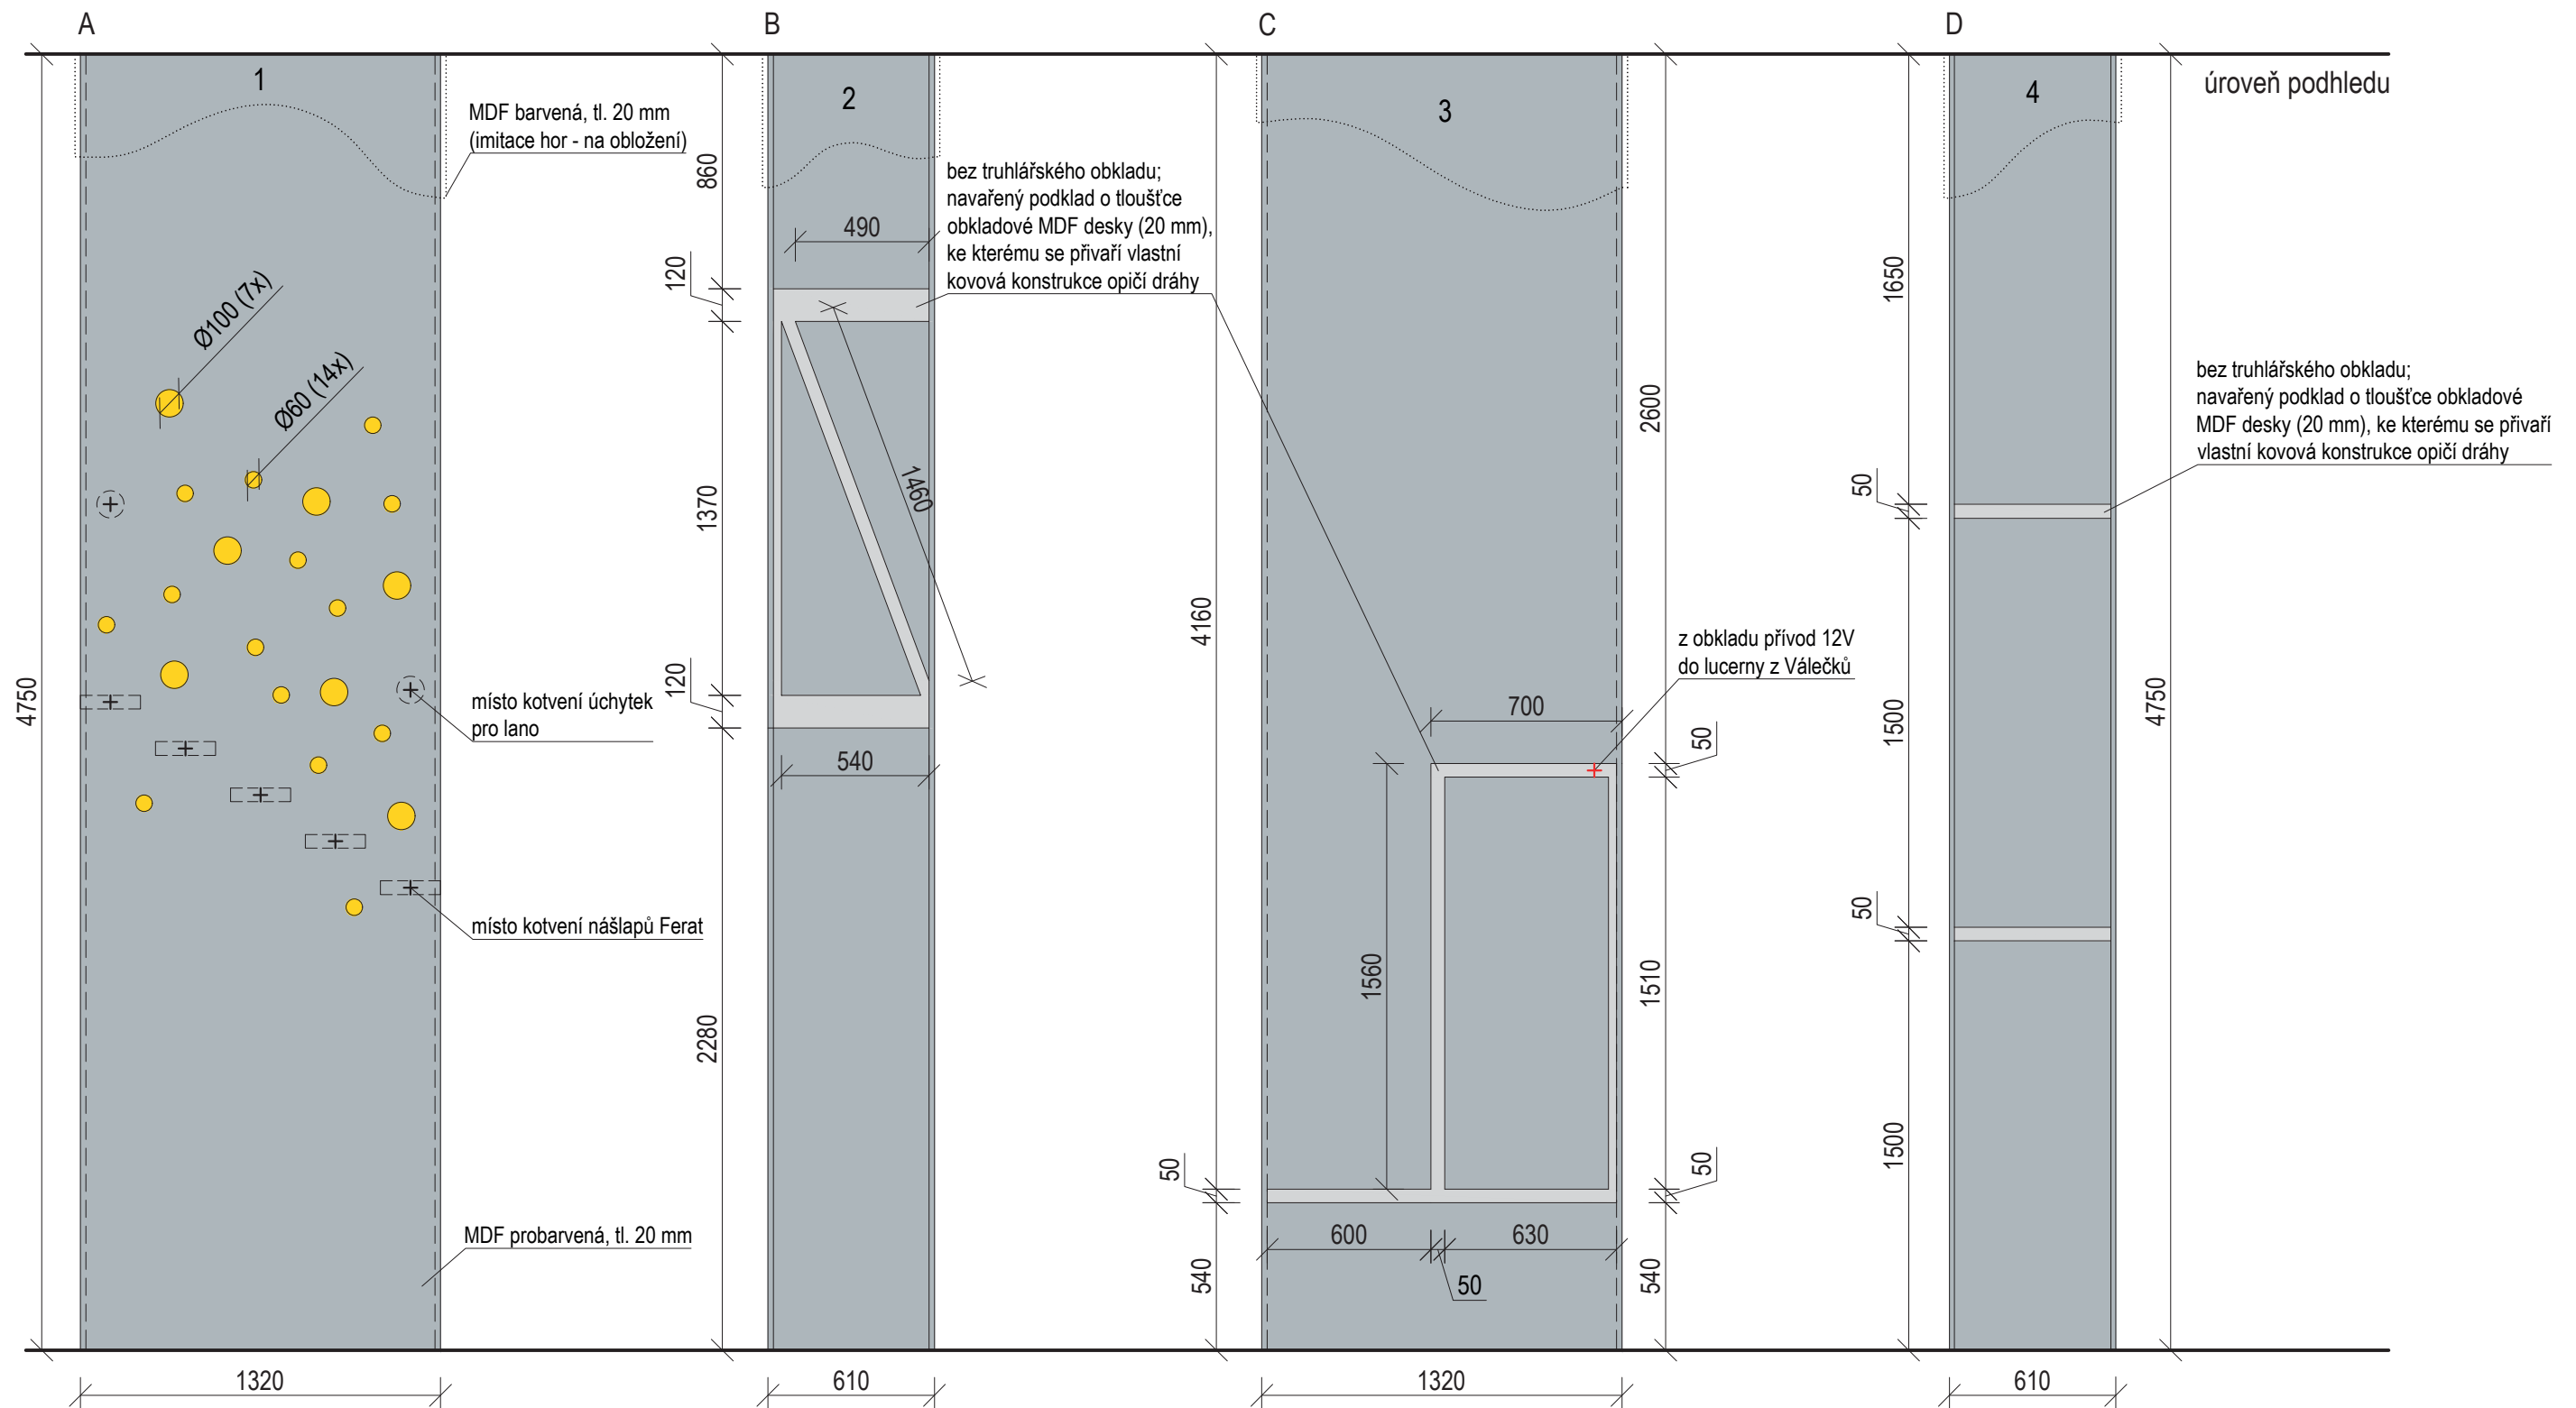 A
B
C
D
1
2
3
4
úroveň podhledu
MDF barvená, tl. 20 mm
(imitace hor - na obložení)
bez truhlářského obkladu;
navařený podklad o tloušťce
obkladové MDF desky (20 mm),
ke kterému se přivaří vlastní
kovová konstrukce opičí dráhy
Ø100 (7x)
Ø60 (14x)
místo kotvení úchytek
pro lano
místo kotvení nášlapů Ferat
MDF probarvená, tl. 20 mm
4750
1320
860
120
1370
120
2280
490
1460
540
610
4160
50
540
1560
700
z obkladu přívod 12V
do lucerny z Válečků
2600
50
1510
50
540
600
50
630
1320
1650
50
1500
50
1500
4750
bez truhlářského obkladu;
navařený podklad o tloušťce obkladové
MDF desky (20 mm), ke kterému se přivaří
vlastní kovová konstrukce opičí dráhy
610